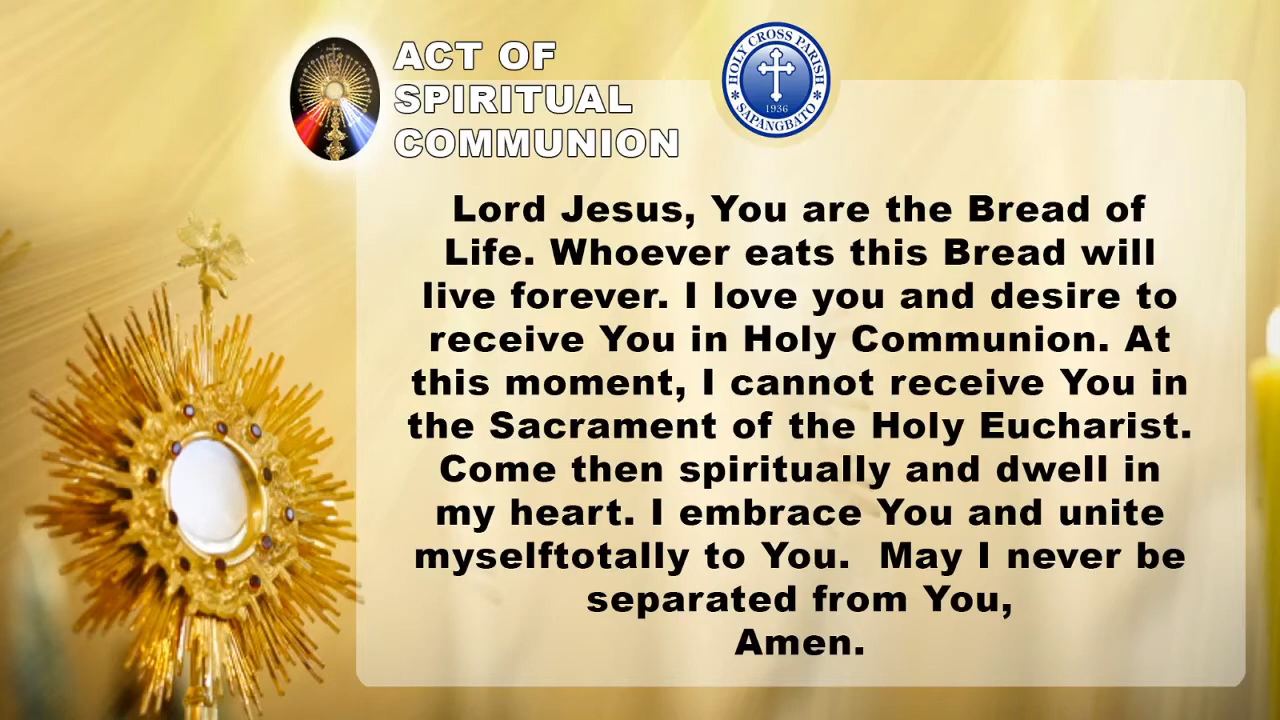 ACT OF
SPIRITUAL
COMMUNION
HOLY CROSS PARISH
1936
SAPANGBATO
Lord Jesus, You are the Bread of
Life. Whoever eats this Bread will
live forever. I love you and desire to
receive You in Holy Communion. At
this moment, I cannot receive You in
the Sacrament of the Holy Eucharist.
Come then spiritually and dwell in
my heart. I embrace You and unite
myselftotally to You.  May I never be
separated from You,
Amen.